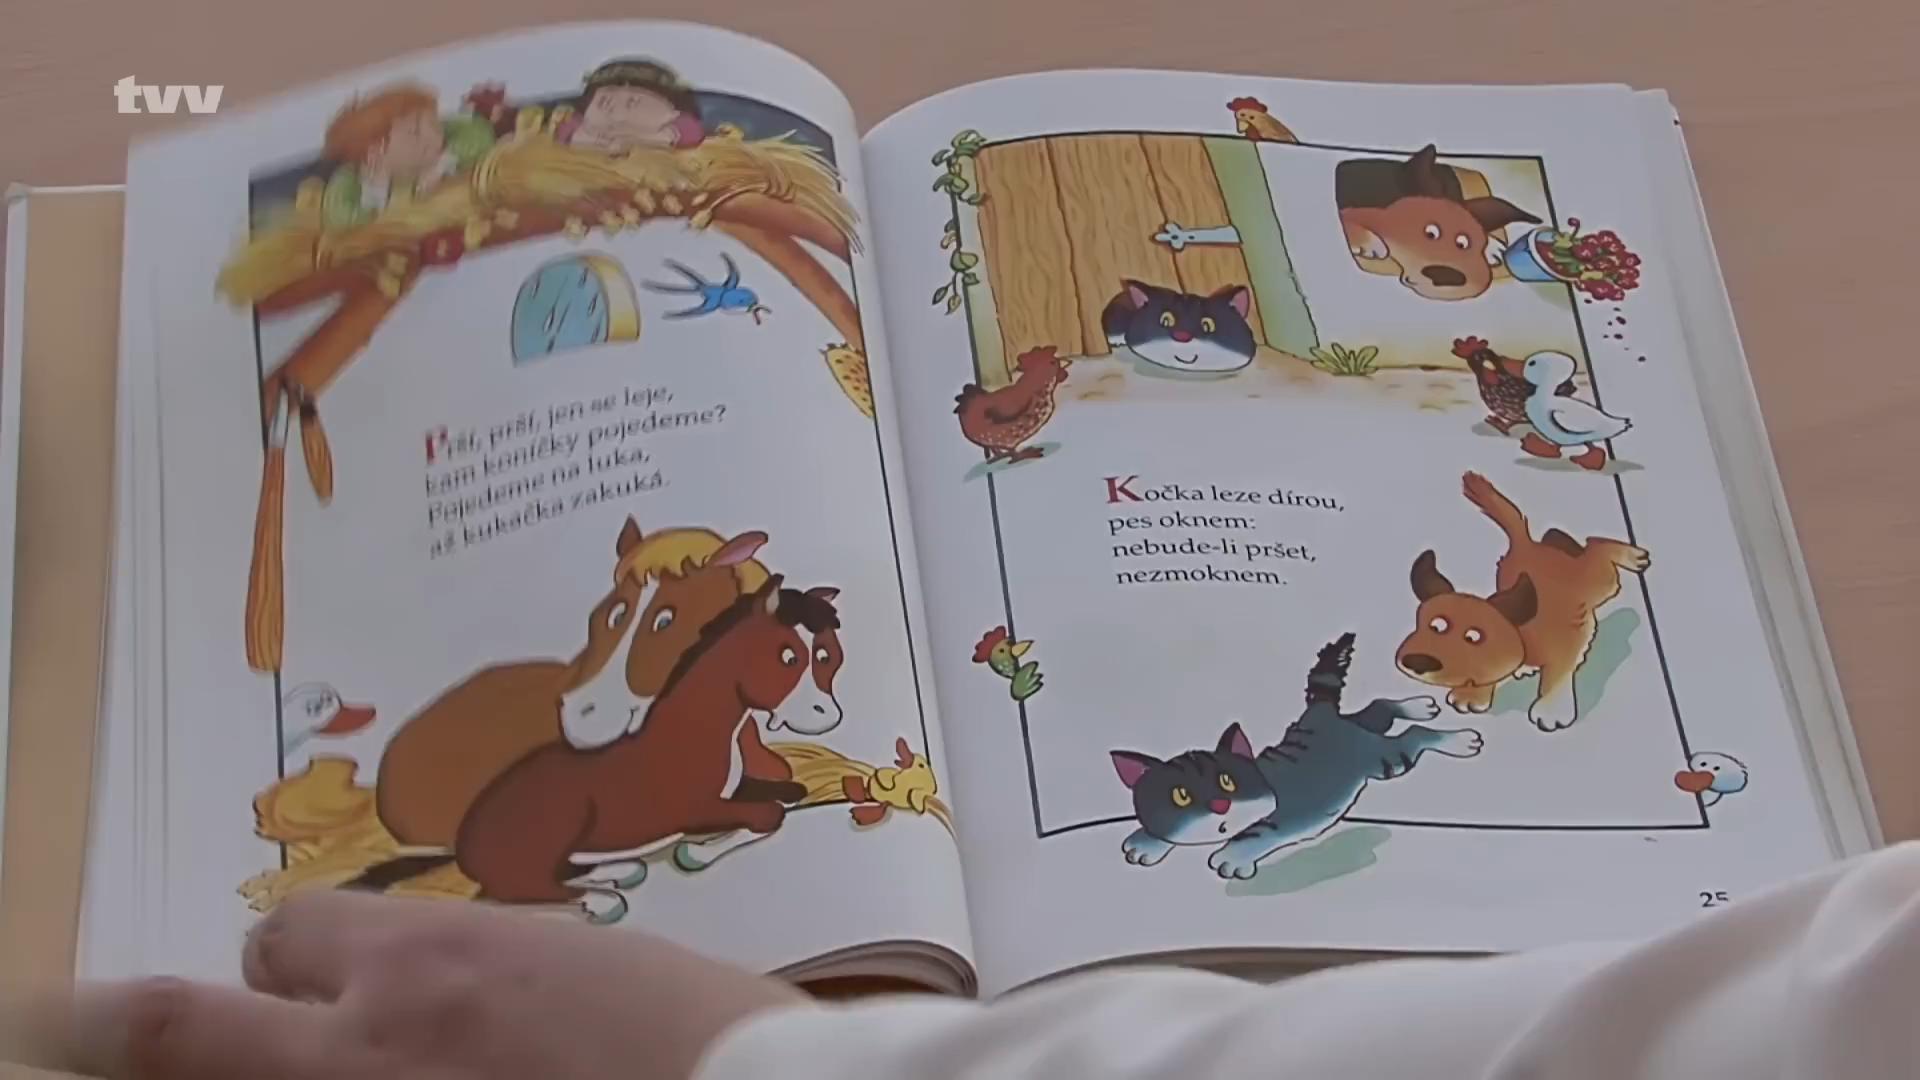 tvv
Prší, prší, jen se leje,
kam koníčky pojedeme?
Pojedeme na luka,
až kukačka zakuká.
Kočka leze dírou,
pes oknem:
nebude-li pršet,
nezmoknem.
25